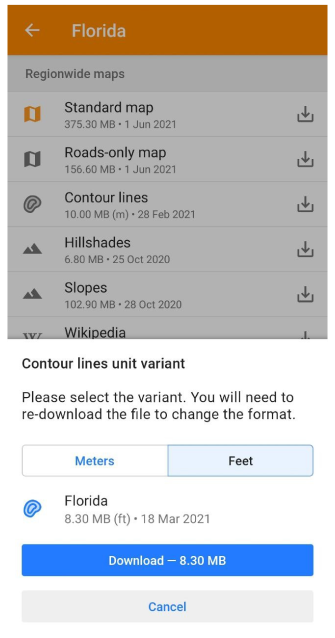 Florida
Regionwide maps
Standard map
375.30 MB • 1 Jun 2021
Roads-only map
156.60 MB • 1 Jun 2021
Contour lines
10.00 MB (m) • 28 Feb 2021
Hillshades
6.80 MB • 25 Oct 2020
Slopes
102.90 MB • 28 Oct 2020
Wikipedia
Contour lines unit variant
Please select the variant. You will need to
re-download the file to change the format.
Meters
Feet
Florida
8.30 MB (ft) • 18 Mar 2021
Download — 8.30 MB
Cancel